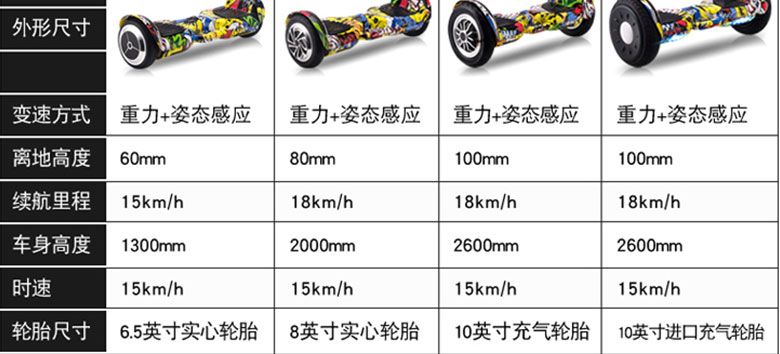 外形尺寸
变速方式 重力+姿态感应 重力+姿态感应 重力+姿态感应 重力+姿态感应
离地高度 60mm 80mm 100mm 100mm
续航里程 15km/h 18km/h 18km/h 18km/h
车身高度 1300mm 2000mm 2600mm 2600mm
时速 15km/h 15km/h 15km/h 15km/h
轮胎尺寸 6.5英寸实心轮胎 8英寸实心轮胎 10英寸充气轮胎 10英寸进口充气轮胎